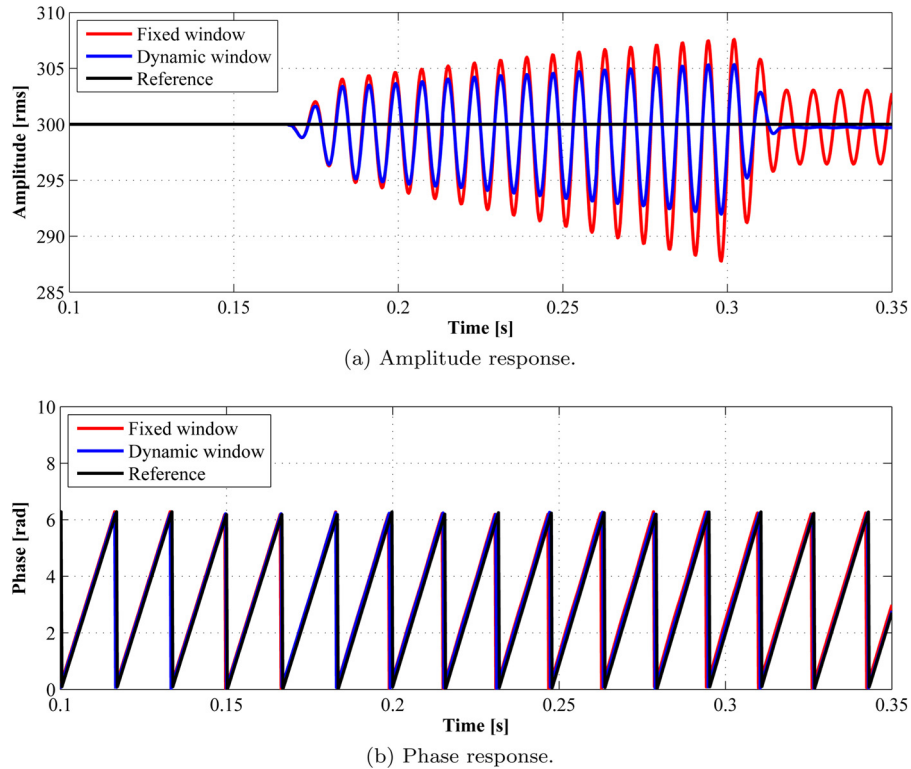 310
305
300
295
290
285
Amplitude [rms]
Fixed window
Dynamic window
Reference
0.1 0.15 0.2 0.25 0.3 0.35
Time [s]
(a) Amplitude response.
10
8
6
4
2
0
Phase [rad]
Fixed window
Dynamic window
Reference
0.1 0.15 0.2 0.25 0.3 0.35
Time [s]
(b) Phase response.